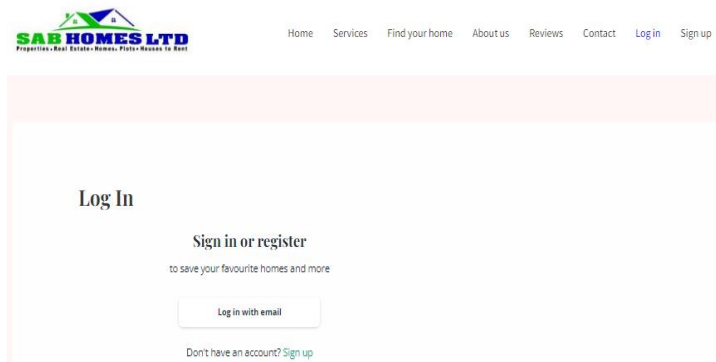 SAB HOMES LTD
Properties. Real Estate. Homes. Plots. Houses to Rent
Home Services Find your home About us Reviews Contact Log in Sign up
Log In
Sign in or register
to save your favourite homes and more
Log in with email
Don't have an account? Sign up